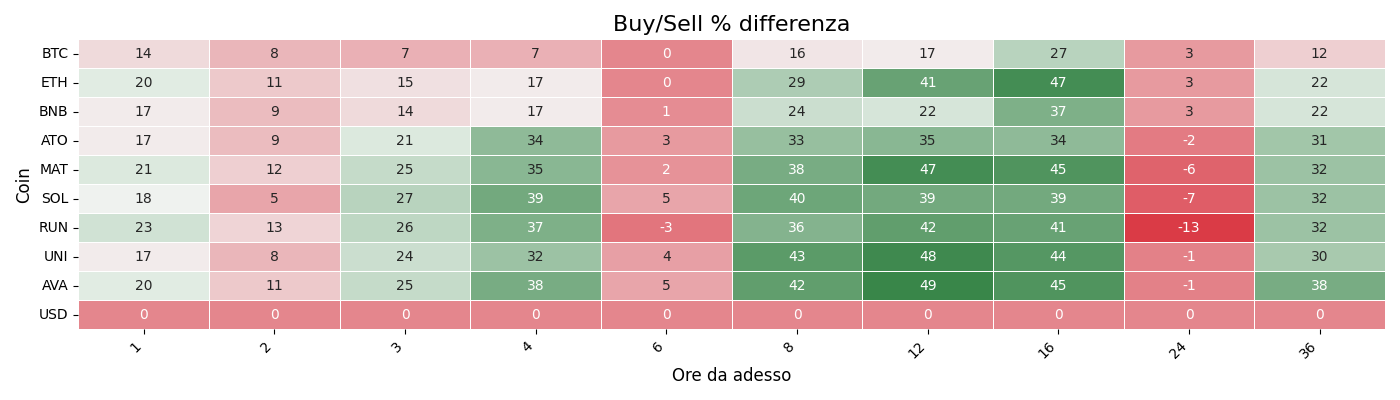 Buy/Sell % differenza
Coin
BTC 14 8 7 7 0 16 17 27 3 12
ETH 20 11 15 17 0 29 41 47 3 22
BNB 17 9 14 17 1 24 22 37 3 22
ATO 17 9 21 34 3 33 35 34 -2 31
MAT 21 12 25 35 2 38 47 45 -6 32
SOL 18 5 27 39 5 40 39 39 -7 32
RUN 23 13 26 37 -3 36 42 41 -13 32
UNI 17 8 24 32 4 43 48 44 -1 30
AVA 20 11 25 38 5 42 49 45 -1 38
USD 0 0 0 0 0 0 0 0 0 0
1 2 3 4 6 8 12 16 24 36
Ore da adesso